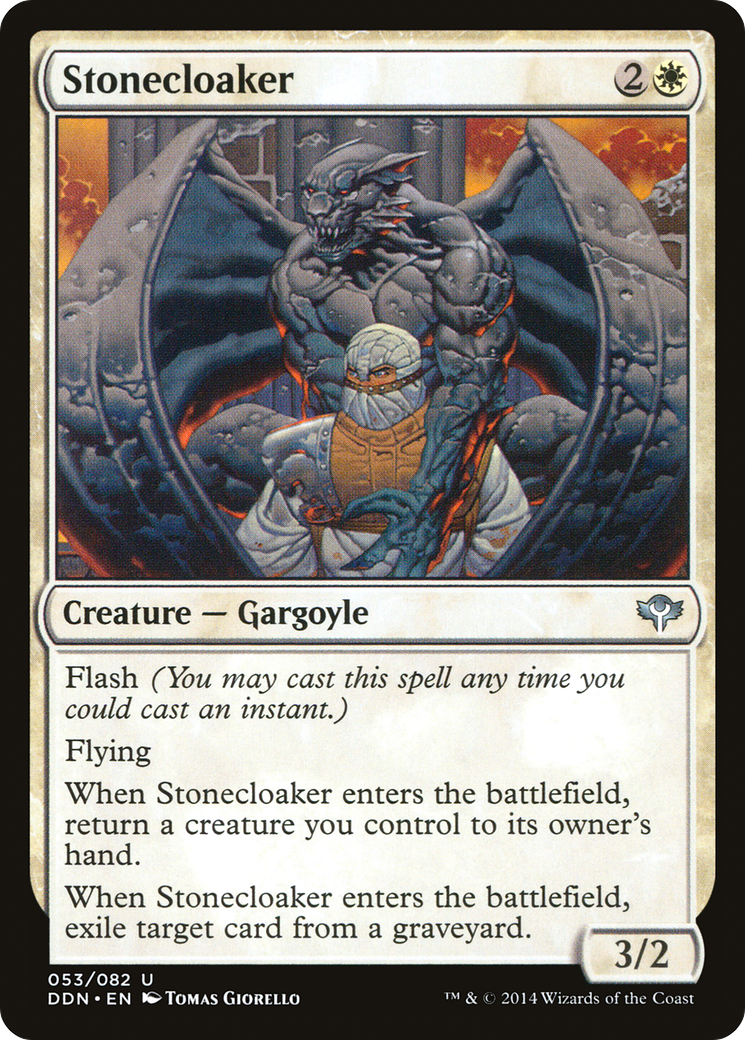 Stonecloaker 2
Creature — Gargoyle
Flash (You may cast this spell any time you
could cast an instant.)
Flying
When Stonecloaker enters the battlefield,
return a creature you control to its owner's
hand.
When Stonecloaker enters the battlefield,
exile target card from a graveyard.
3/2
053/082 U
DDN • EN Tomas Giorello
™ & © 2014 Wizards of the Coast